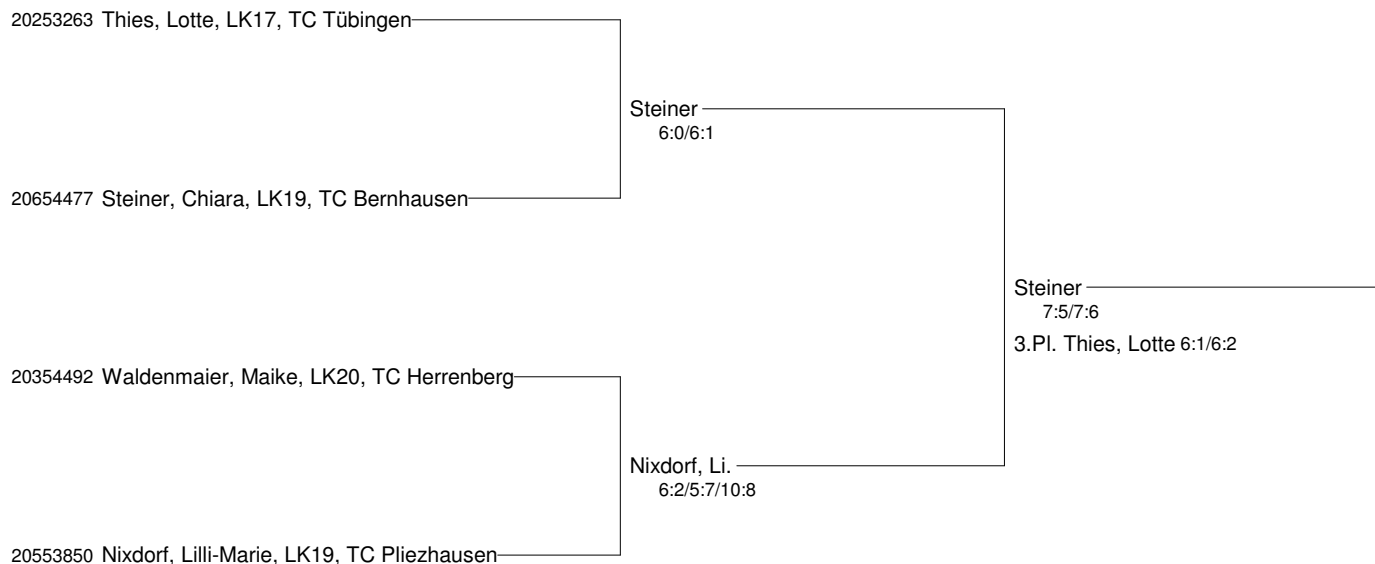 20253263 Thies, Lotte, LK17, TC Tübingen
Steiner
6:0/6:1
20654477 Steiner, Chiara, LK19, TC Bernhausen
Steiner
7:5/7:6
3.Pl. Thies, Lotte 6:1/6:2
20354492 Waldenmaier, Maike, LK20, TC Herrenberg
Nixdorf, Li.
6:2/5:7/10:8
20553850 Nixdorf, Lilli-Marie, LK19, TC Pliezhausen